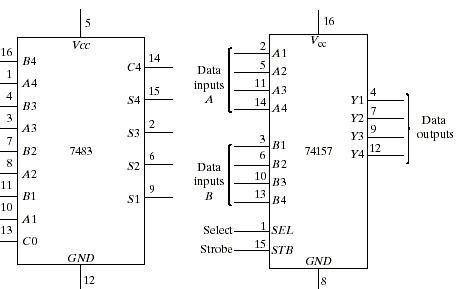 5
Vcc
16 B4
1 A4
4 B3
3 A3
7 B2
8 A2
11 B1
10 A1
13 C0
7483
C4 14
S4 15
S3 2
S2 6
S1 9
GND
12
16
Vcc
Data
inputs
A
2 A1
5 A2
11 A3
14 A4
Data
inputs
B
3 B1
6 B2
10 B3
13 B4
74157
Y1 4
Y2 7
Y3 9
Y4 12
Data
outputs
Select 1 SEL
Strobe 15 STB
GND
8